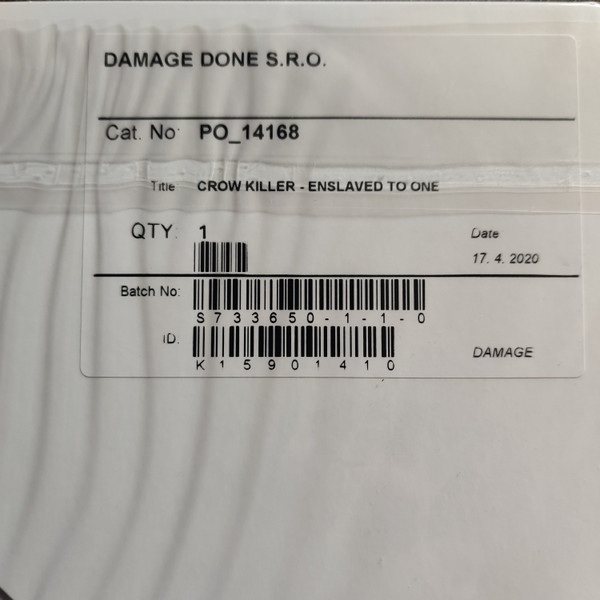 DAMAGE DONE S.R.O.
Cat. No: PO_14168
Title CROW KILLER - ENSLAVED TO ONE
QTY: 1
Date
17. 4. 2020
Batch No:
S733650-1-1-0
ID:
K15901410
DAMAGE